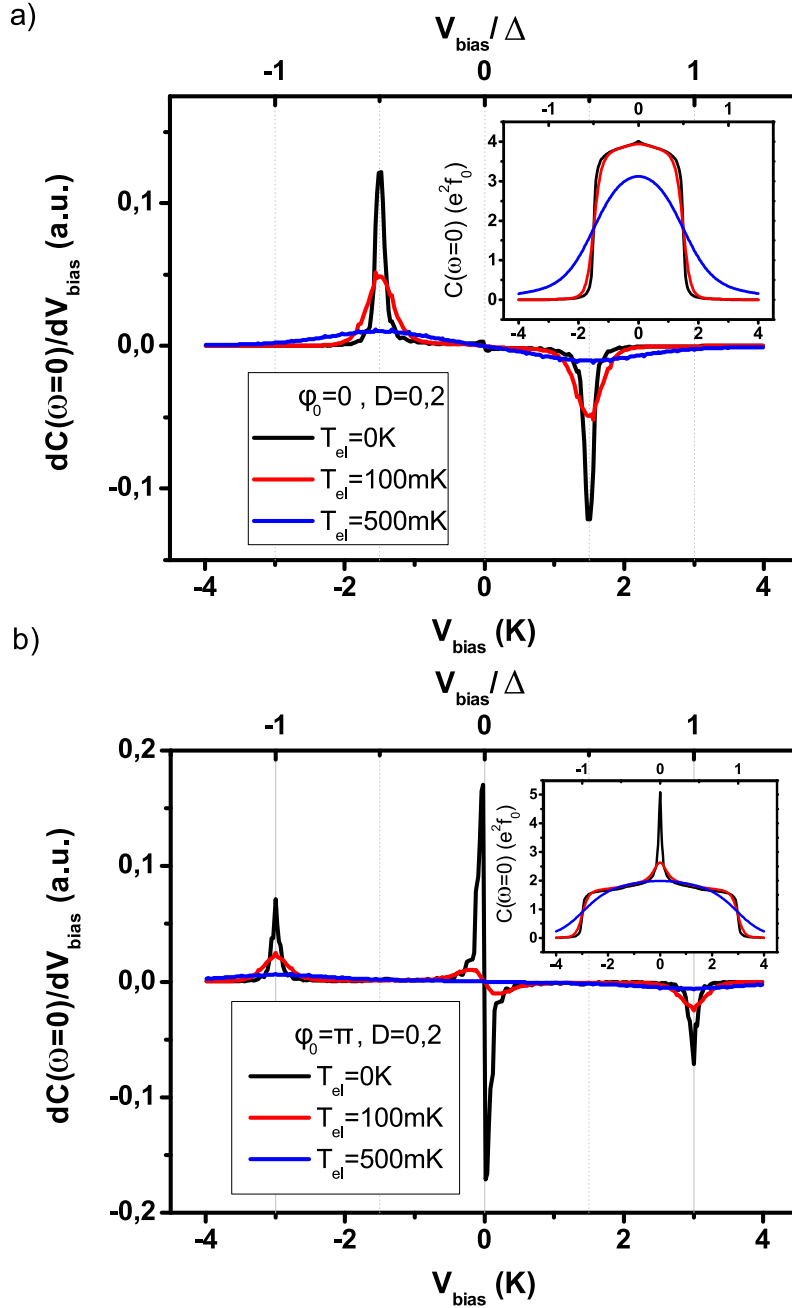 a)
V_bias/Δ
-1 0 1
dC(ω=0)/dV_bias (a.u.)
0,1
0,0
-0,1
-1 0 1
C(ω=0) (e²f₀)
4
3
2
1
0
-4 -2 0 2 4
φ₀=0 , D=0,2
T_el=0K
T_el=100mK
T_el=500mK
-4 -2 0 2 4
V_bias (K)
b)
V_bias/Δ
-1 0 1
dC(ω=0)/dV_bias (a.u.)
0,2
0,1
0,0
-0,1
-0,2
-1 0 1
C(ω=0) (e²f₀)
5
4
3
2
1
0
-4 -2 0 2 4
φ₀=π , D=0,2
T_el=0K
T_el=100mK
T_el=500mK
-4 -2 0 2 4
V_bias (K)